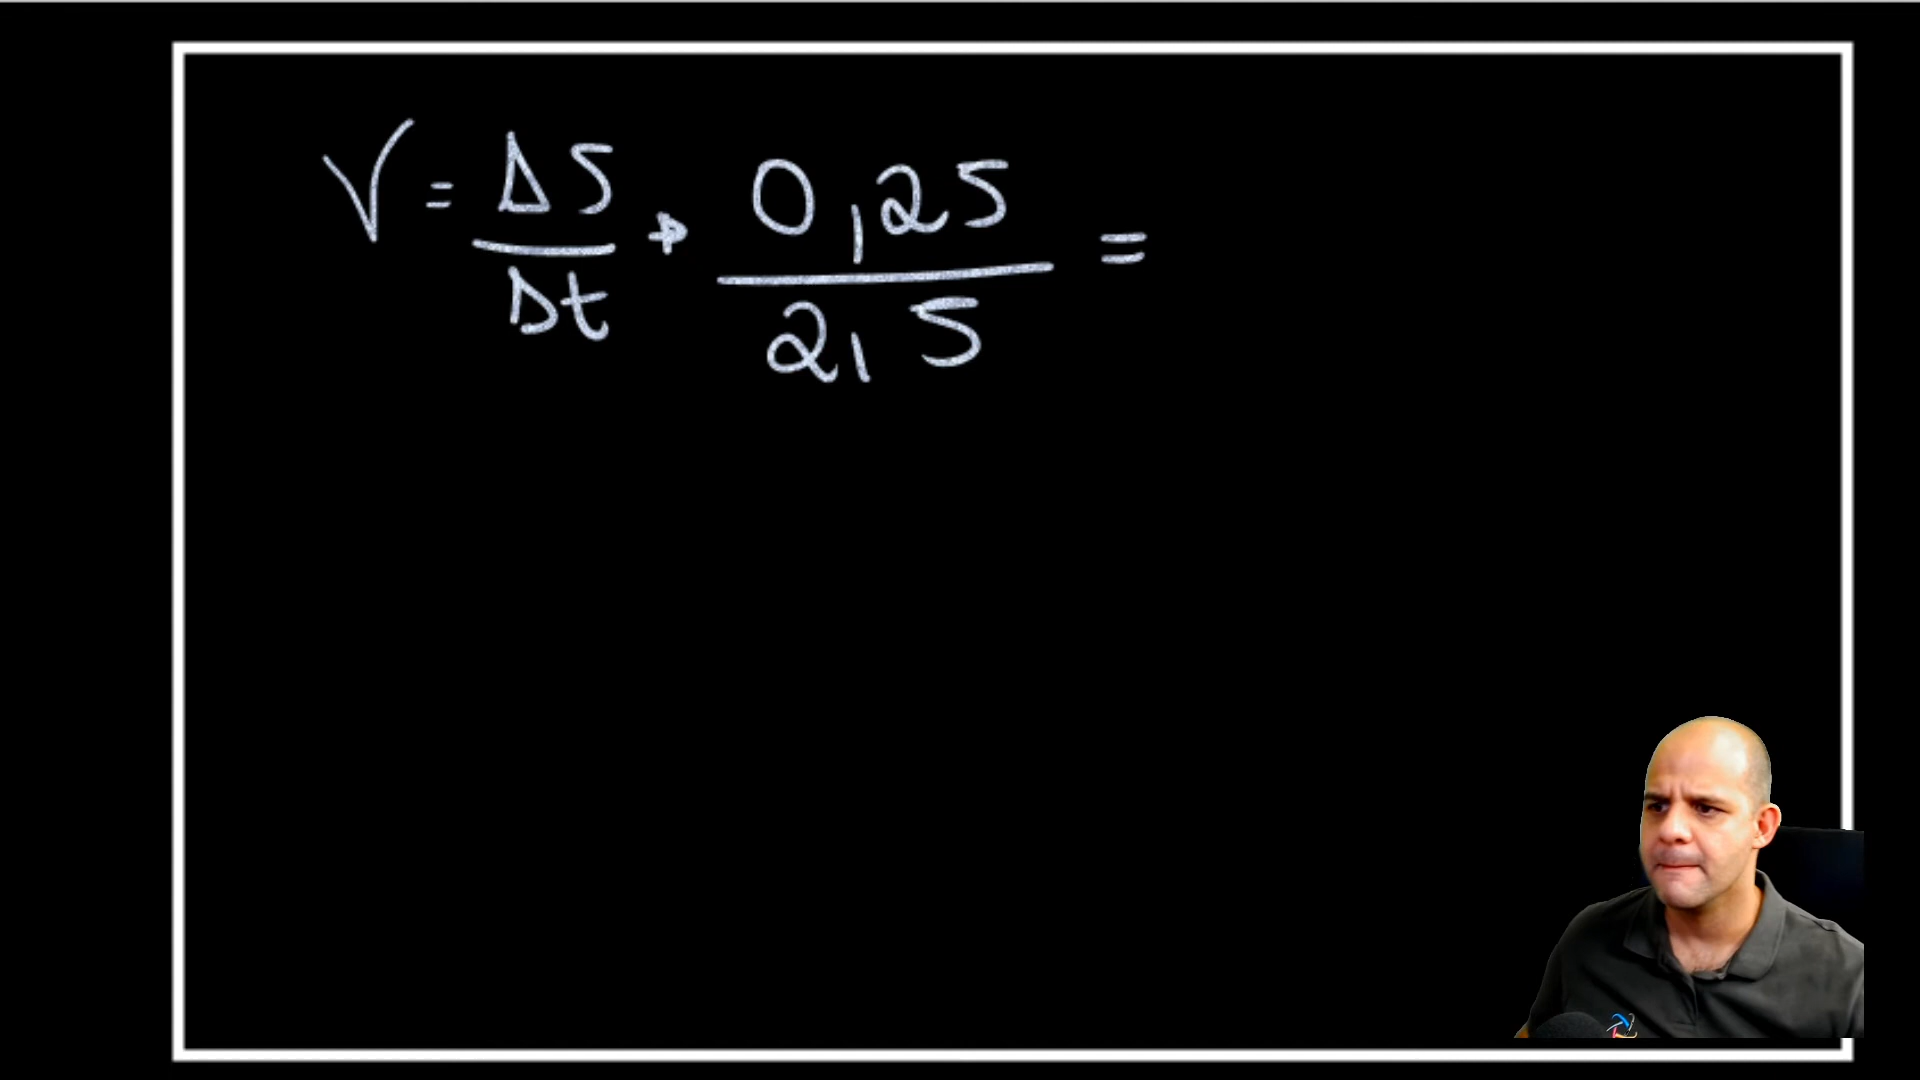 V = ΔS/Δt → 0,25/2,5 =